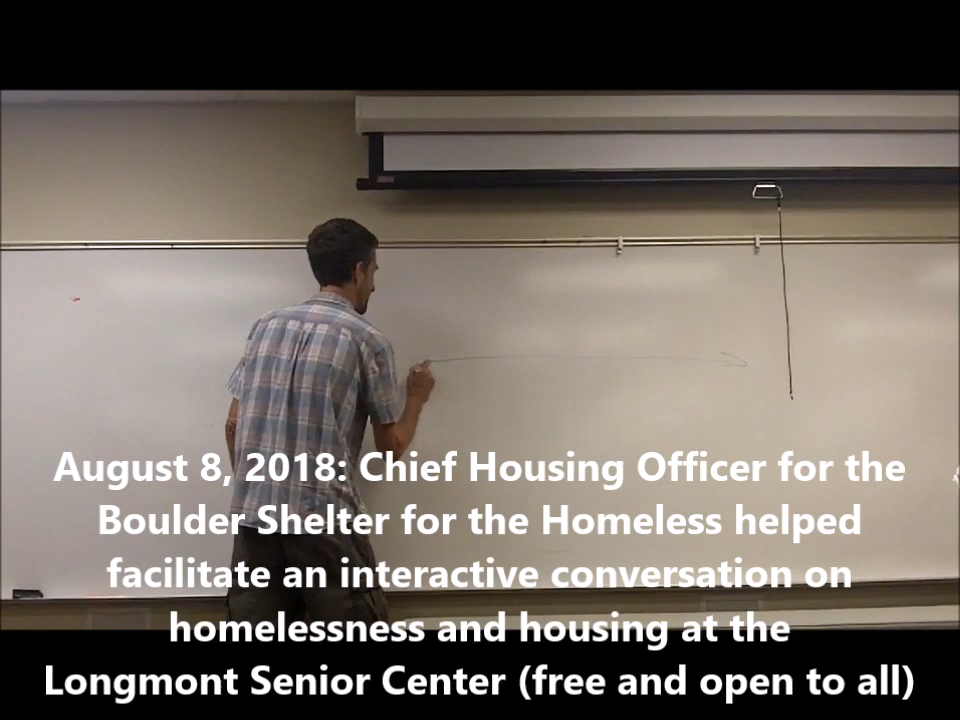 August 8, 2018: Chief Housing Officer for the
Boulder Shelter for the Homeless helped
facilitate an interactive conversation on
homelessness and housing at the
Longmont Senior Center (free and open to all)